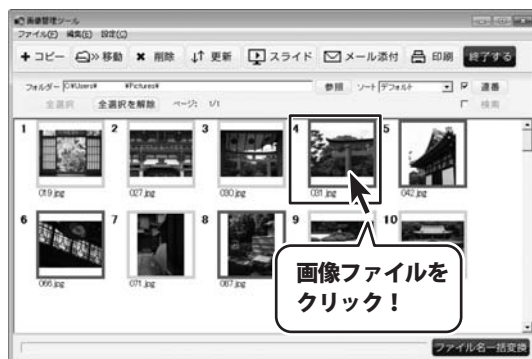 画像管理ツール
ファイル(F) 編集(E) 設定(C)
コピー 移動 削除 更新 スライド メール添付 印刷 終了する
フォルダー C:¥Users¥ ¥Pictures¥ 参照 ソート デフォルト 連番
全選択 全選択を解除 ページ: 1/1 検索
1 2 3 4 5
019.jpg 027.jpg 030.jpg 031.jpg 042.jpg
6 7 8 9 10
066.jpg 071.jpg 087.jpg
画像ファイルを
クリック！
ファイル名一括変換